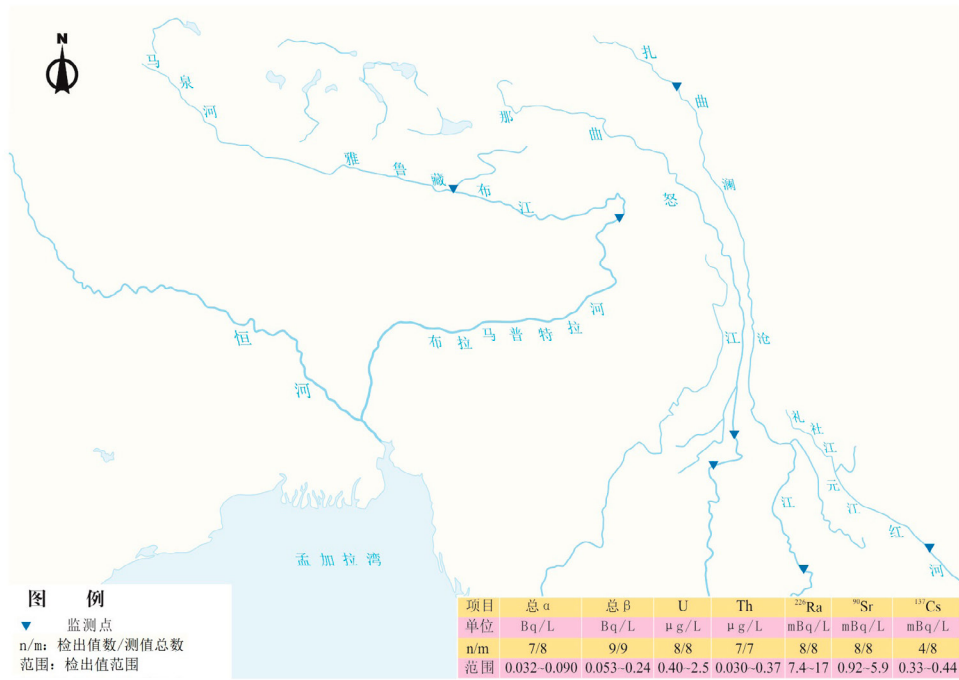 N
马泉河
雅鲁藏布江
那曲
怒江
扎曲
澜沧江
布拉马普特拉河
恒河
礼社江
元江
红河
孟加拉湾
图 例
监测点
n/m: 检出值数/测值总数
范围: 检出值范围
项目 总α 总β U Th ²²⁶Ra ⁹⁰Sr ¹³⁷Cs
单位 Bq/L Bq/L μg/L μg/L mBq/L mBq/L mBq/L
n/m 7/8 9/9 8/8 7/7 8/8 8/8 4/8
范围 0.032~0.090 0.053~0.24 0.40~2.5 0.030~0.37 7.4~17 0.92~5.9 0.33~0.44